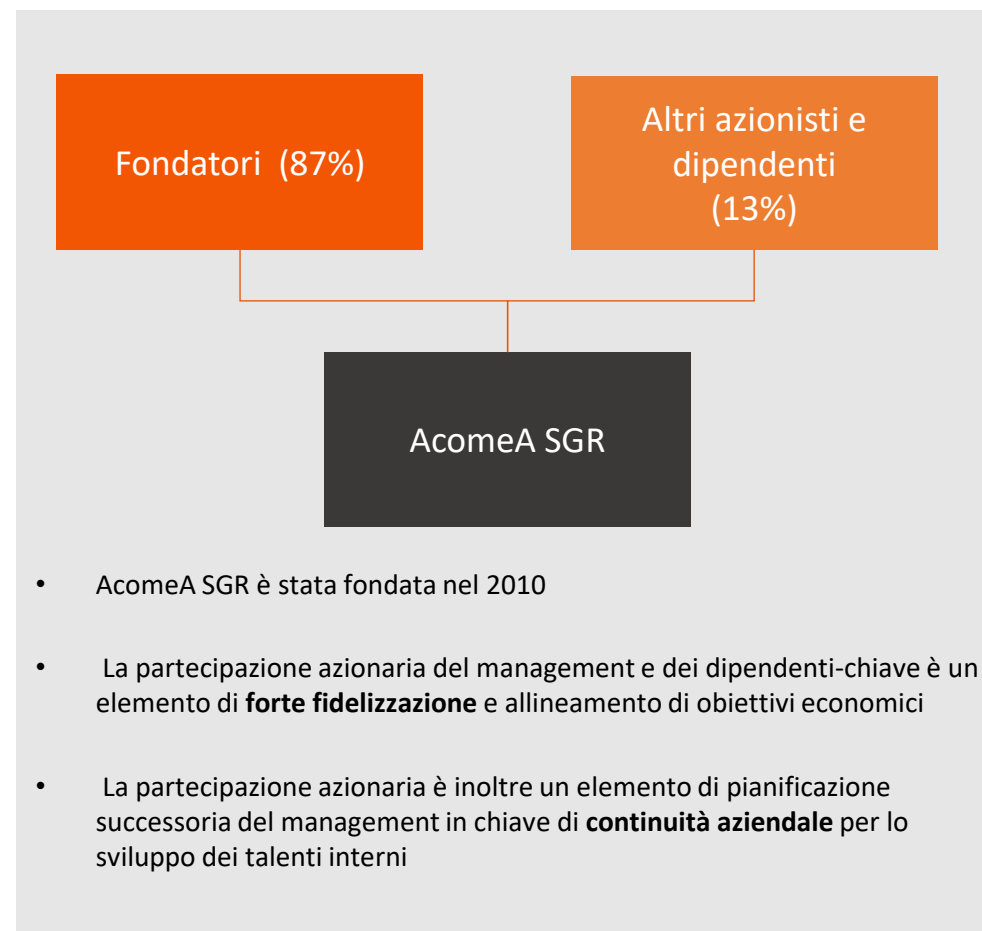 Fondatori  (87%)
Altri azionisti e
dipendenti
(13%)
AcomeA SGR
• AcomeA SGR è stata fondata nel 2010
• La partecipazione azionaria del management e dei dipendenti-chiave è un
elemento di forte fidelizzazione e allineamento di obiettivi economici
• La partecipazione azionaria è inoltre un elemento di pianificazione
successoria del management in chiave di continuità aziendale per lo
sviluppo dei talenti interni